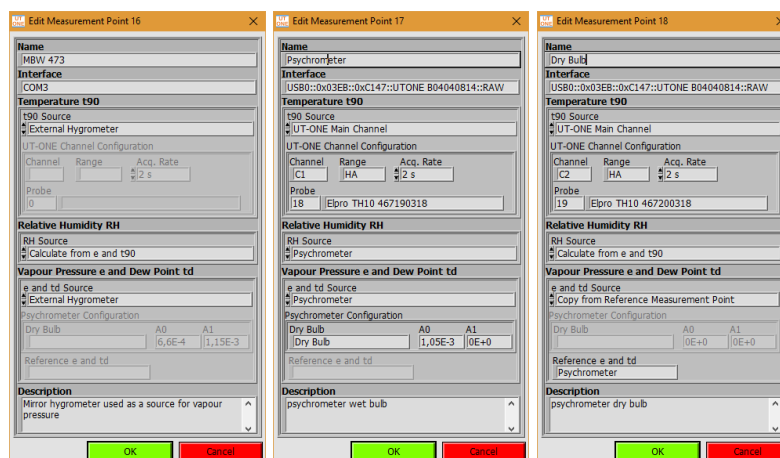 UT
ONE
Edit Measurement Point 16
Name
MBW 473
Interface
COM3
Temperature t90
t90 Source
External Hygrometer
UT-ONE Channel Configuration
Channel Range Acq. Rate
2 s
Probe
0
Relative Humidity RH
RH Source
Calculate from e and t90
Vapour Pressure e and Dew Point td
e and td Source
External Hygrometer
Psychrometer Configuration
Dry Bulb A0 A1
6,6E-4 1,15E-3
Reference e and td
Description
Mirror hygrometer used as a source for vapour
pressure
OK Cancel
UT
ONE
Edit Measurement Point 17
Name
Psychrometer
Interface
USB0::0x03EB::0xC147::UTONE B04040814::RAW
Temperature t90
t90 Source
UT-ONE Main Channel
UT-ONE Channel Configuration
Channel Range Acq. Rate
C1 HA 2 s
Probe
18 Elpro TH10 467190318
Relative Humidity RH
RH Source
Psychrometer
Vapour Pressure e and Dew Point td
e and td Source
Psychrometer
Psychrometer Configuration
Dry Bulb A0 A1
Dry Bulb 1,05E-3 0E+0
Reference e and td
Description
psychrometer wet bulb
OK Cancel
UT
ONE
Edit Measurement Point 18
Name
Dry Bulb
Interface
USB0::0x03EB::0xC147::UTONE B04040814::RAW
Temperature t90
t90 Source
UT-ONE Main Channel
UT-ONE Channel Configuration
Channel Range Acq. Rate
C2 HA 2 s
Probe
19 Elpro TH10 467200318
Relative Humidity RH
RH Source
Calculate from e and t90
Vapour Pressure e and Dew Point td
e and td Source
Copy from Reference Measurement Point
Psychrometer Configuration
Dry Bulb A0 A1
0E+0 0E+0
Reference e and td
Psychrometer
Description
psychrometer dry bulb
OK Cancel